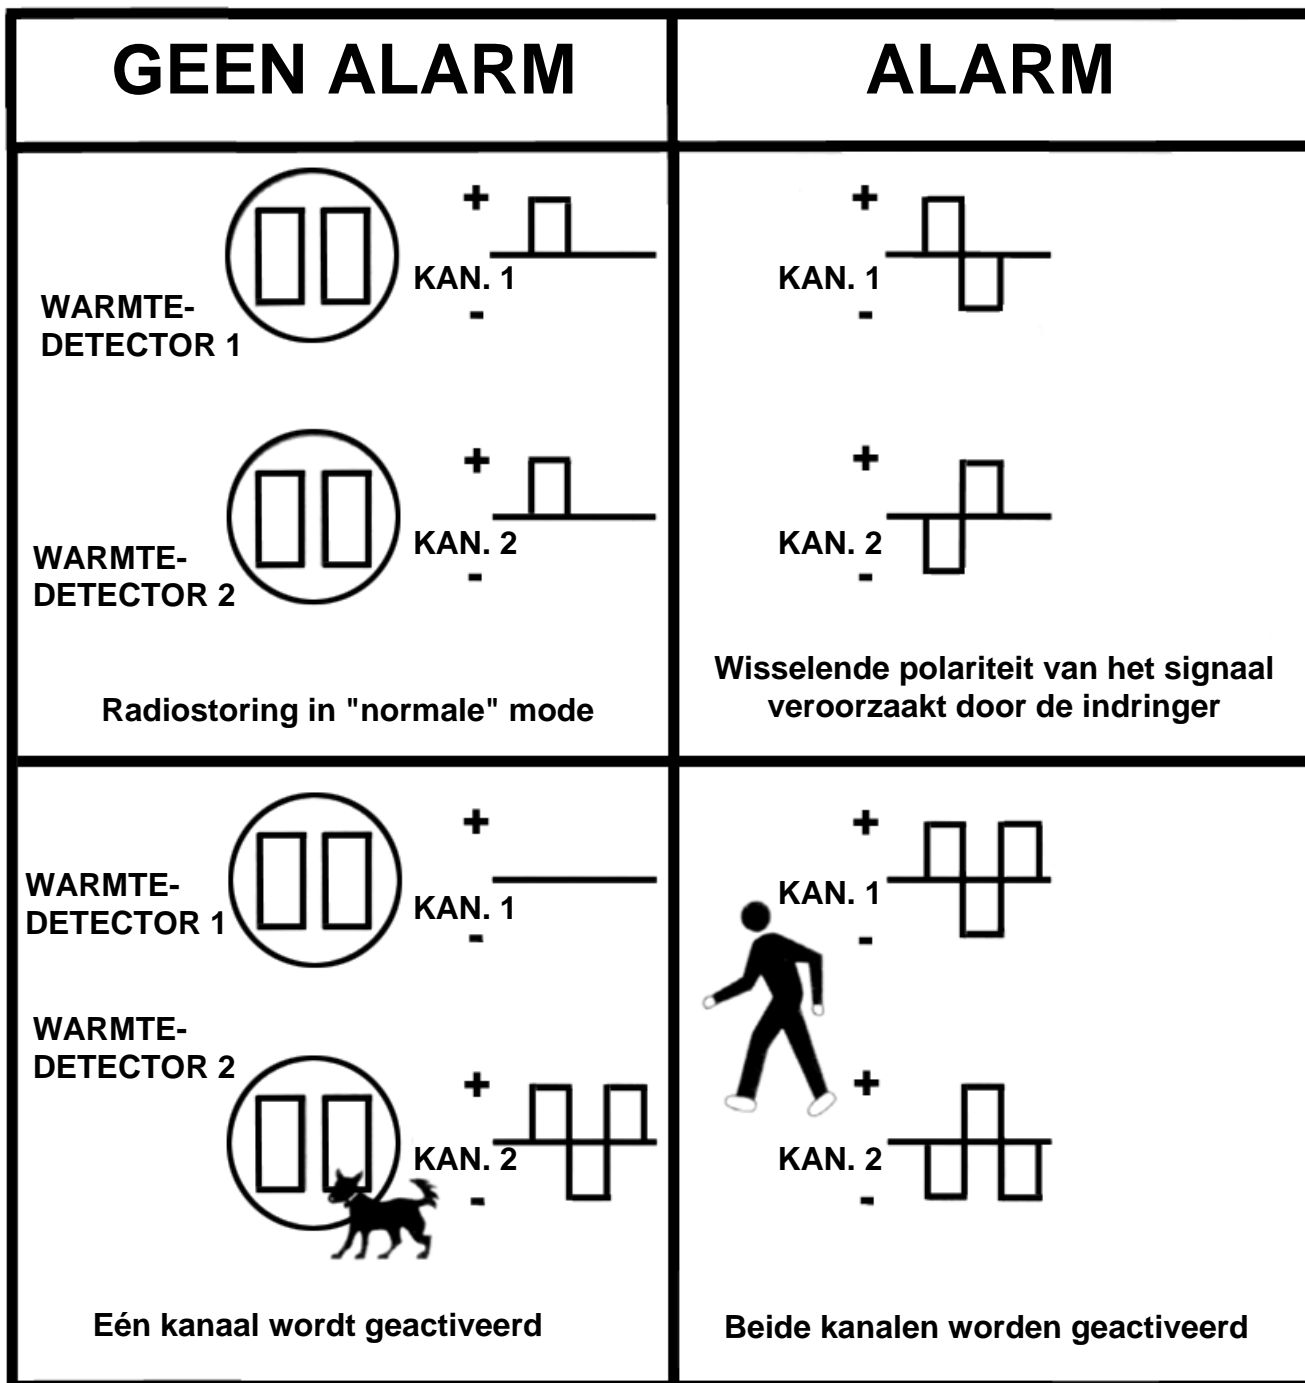 GEEN ALARM
ALARM
+
KAN. 1
-
WARMTE-
DETECTOR 1
+
KAN. 2
-
WARMTE-
DETECTOR 2
Radiostoring in "normale" mode
+
KAN. 1
-
+
KAN. 2
-
Wisselende polariteit van het signaal
veroorzaakt door de indringer
+
KAN. 1
-
WARMTE-
DETECTOR 1
WARMTE-
DETECTOR 2
+
KAN. 2
-
Eén kanaal wordt geactiveerd
+
KAN. 1
-
+
KAN. 2
-
Beide kanalen worden geactiveerd